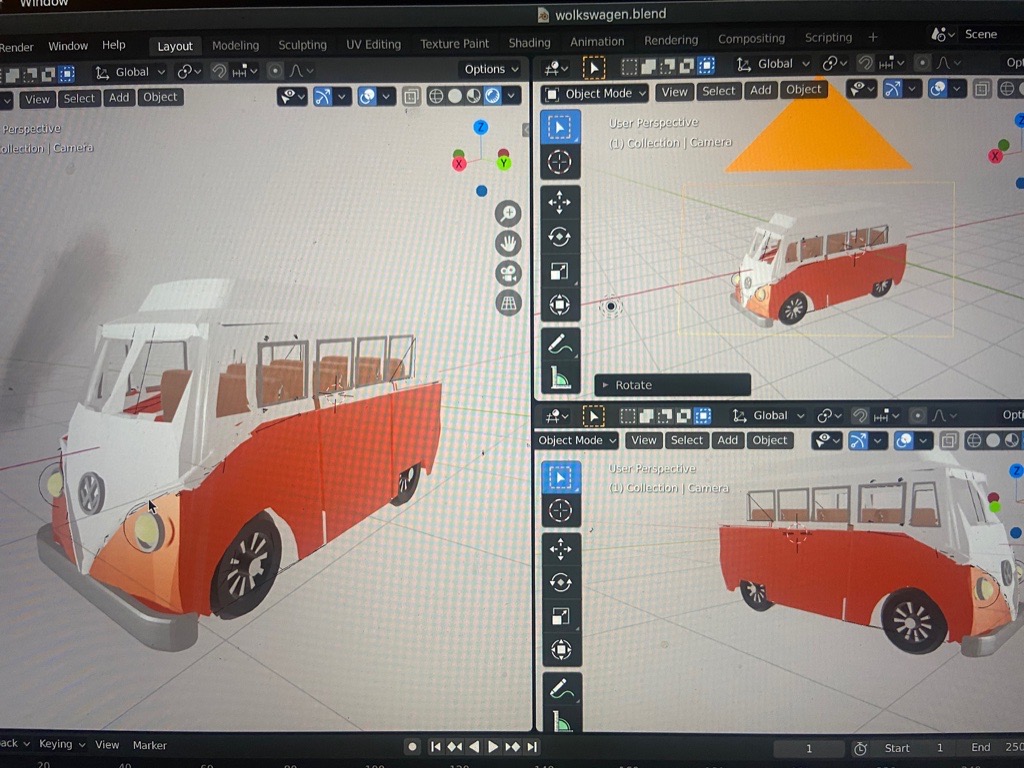 Window
wolkswagen.blend
Render Window Help Layout Modeling Sculpting UV Editing Texture Paint Shading Animation Rendering Compositing Scripting + Scene
Global Options
View Select Add Object
Perspective
ollection | Camera
X Y Z
Global
Object Mode View Select Add Object
User Perspective
(1) Collection | Camera
X
Rotate
Global Opti
Object Mode View Select Add Object
User Perspective
(1) Collection | Camera
Z
ack Keying View Marker
1 Start 1 End 250